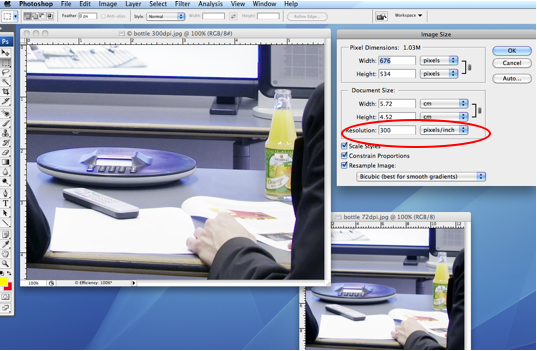 Photoshop File Edit Image Layer Select Filter Analysis View Window Help
Feather: 0 px Anti-alias Style: Normal Width: Height: Refine Edge... Workspace
© bottle 300dpi.jpg @ 100% (RGB/8#)
Image Size
Pixel Dimensions: 1.03M
Width: 676 pixels
Height: 534 pixels
OK
Cancel
Auto...
Document Size:
Width: 5.72 cm
Height: 4.52 cm
Resolution: 300 pixels/inch
Scale Styles
Constrain Proportions
Resample Image:
Bicubic (best for smooth gradients)
Ps
bottle 72dpi.jpg @ 100% (RGB/8)
100% Efficiency: 100%*